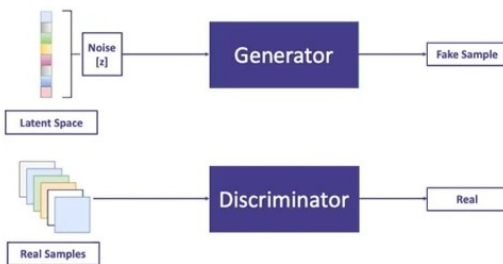 Noise
[z]
Generator
Fake Sample
Latent Space
Discriminator
Real
Real Samples